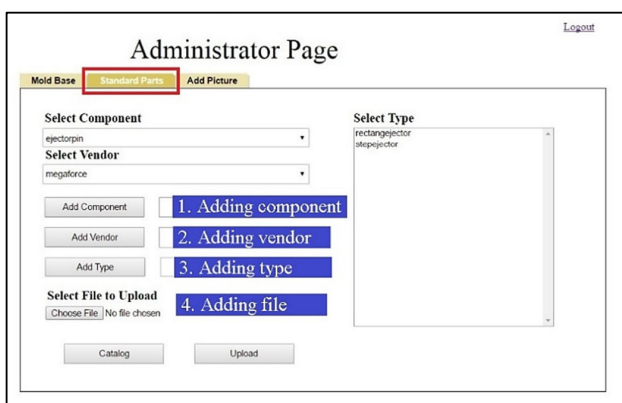 Logout
Administrator Page
Mold Base Standard Parts Add Picture
Select Component
ejectorpin
Select Vendor
megaforce
Add Component 1. Adding component
Add Vendor 2. Adding vendor
Add Type 3. Adding type
Select File to Upload
Choose File No file chosen 4. Adding file
Catalog Upload
Select Type
rectangejector
stepejector